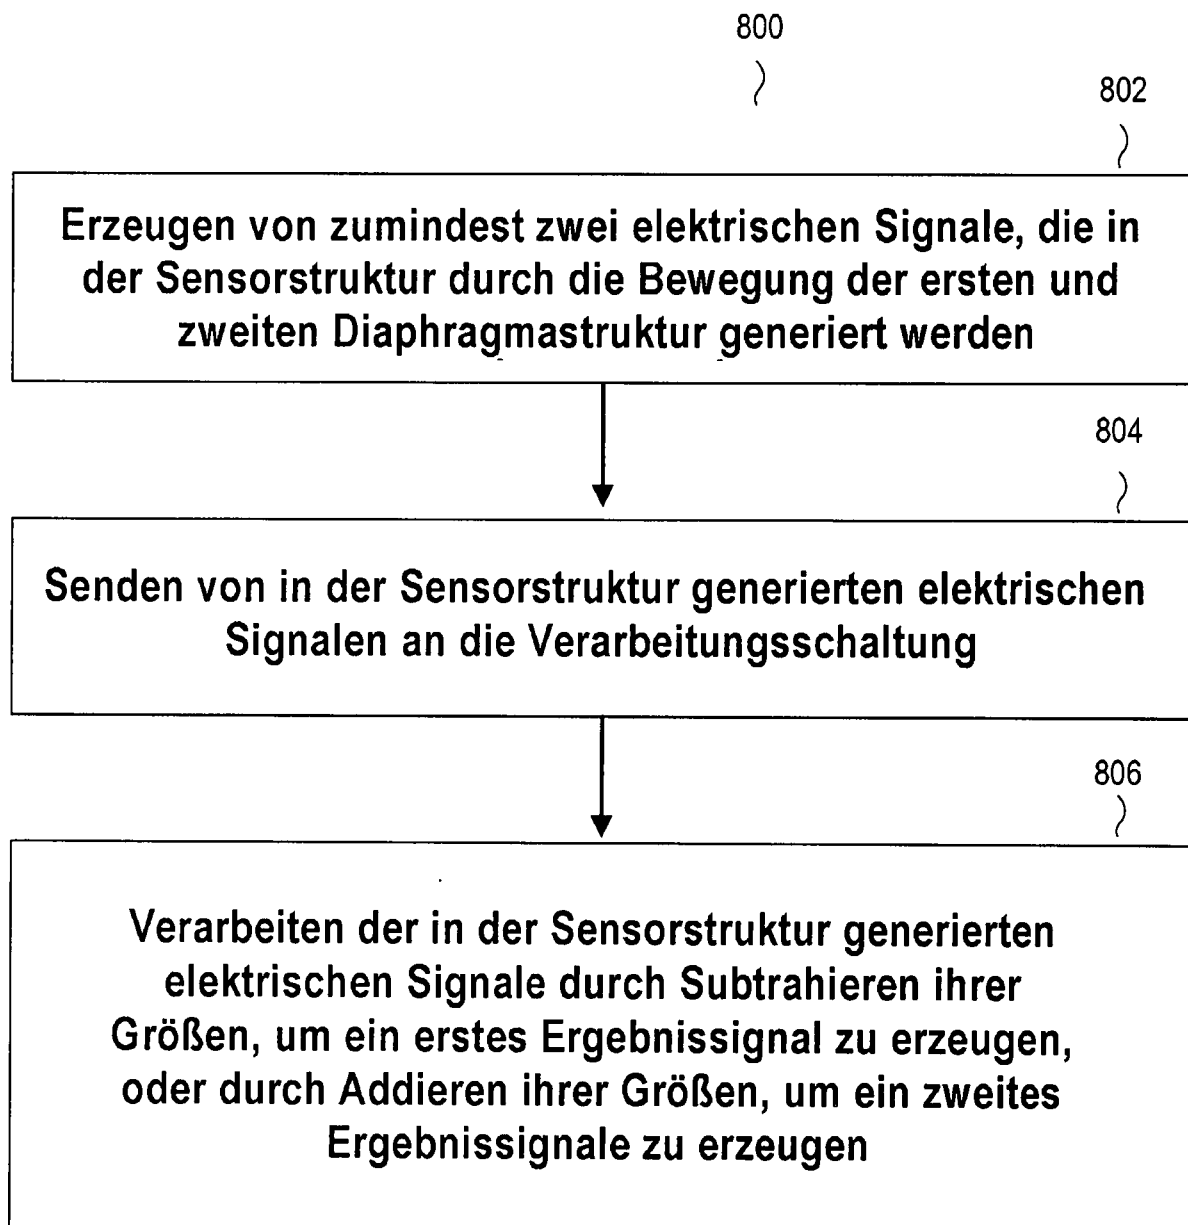 800
802
Erzeugen von zumindest zwei elektrischen Signale, die in
der Sensorstruktur durch die Bewegung der ersten und
zweiten Diaphragmastruktur generiert werden
804
Senden von in der Sensorstruktur generierten elektrischen
Signalen an die Verarbeitungsschaltung
806
Verarbeiten der in der Sensorstruktur generierten
elektrischen Signale durch Subtrahieren ihrer
Größen, um ein erstes Ergebnissignal zu erzeugen,
oder durch Addieren ihrer Größen, um ein zweites
Ergebnissignale zu erzeugen